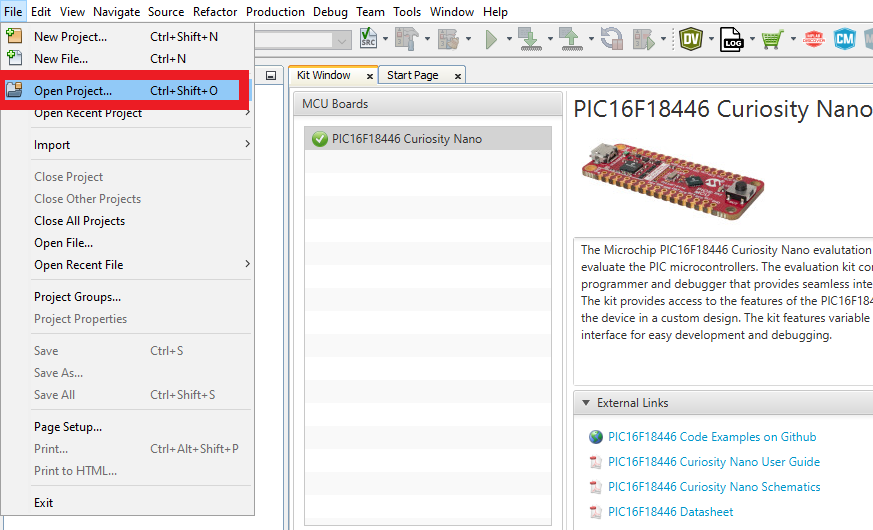 File Edit View Navigate Source Refactor Production Debug Team Tools Window Help
New Project... Ctrl+Shift+N
New File... Ctrl+N
Open Project... Ctrl+Shift+O
Open Recent Project
Import
Close Project
Close Other Projects
Close All Projects
Open File...
Open Recent File
Project Groups...
Project Properties
Save Ctrl+S
Save As...
Save All Ctrl+Shift+S
Page Setup...
Print... Ctrl+Alt+Shift+P
Print to HTML...
Exit
SRC
DV
LOG
CM
Kit Window
Start Page
MCU Boards
PIC16F18446 Curiosity Nano
PIC16F18446 Curiosity Nano
The Microchip PIC16F18446 Curiosity Nano evalutation
evaluate the PIC microcontrollers. The evaluation kit co
programmer and debugger that provides seamless inte
The kit provides access to the features of the PIC16F184
the device in a custom design. The kit features variable
interface for easy development and debugging.
External Links
PIC16F18446 Code Examples on Github
PIC16F18446 Curiosity Nano User Guide
PIC16F18446 Curiosity Nano Schematics
PIC16F18446 Datasheet